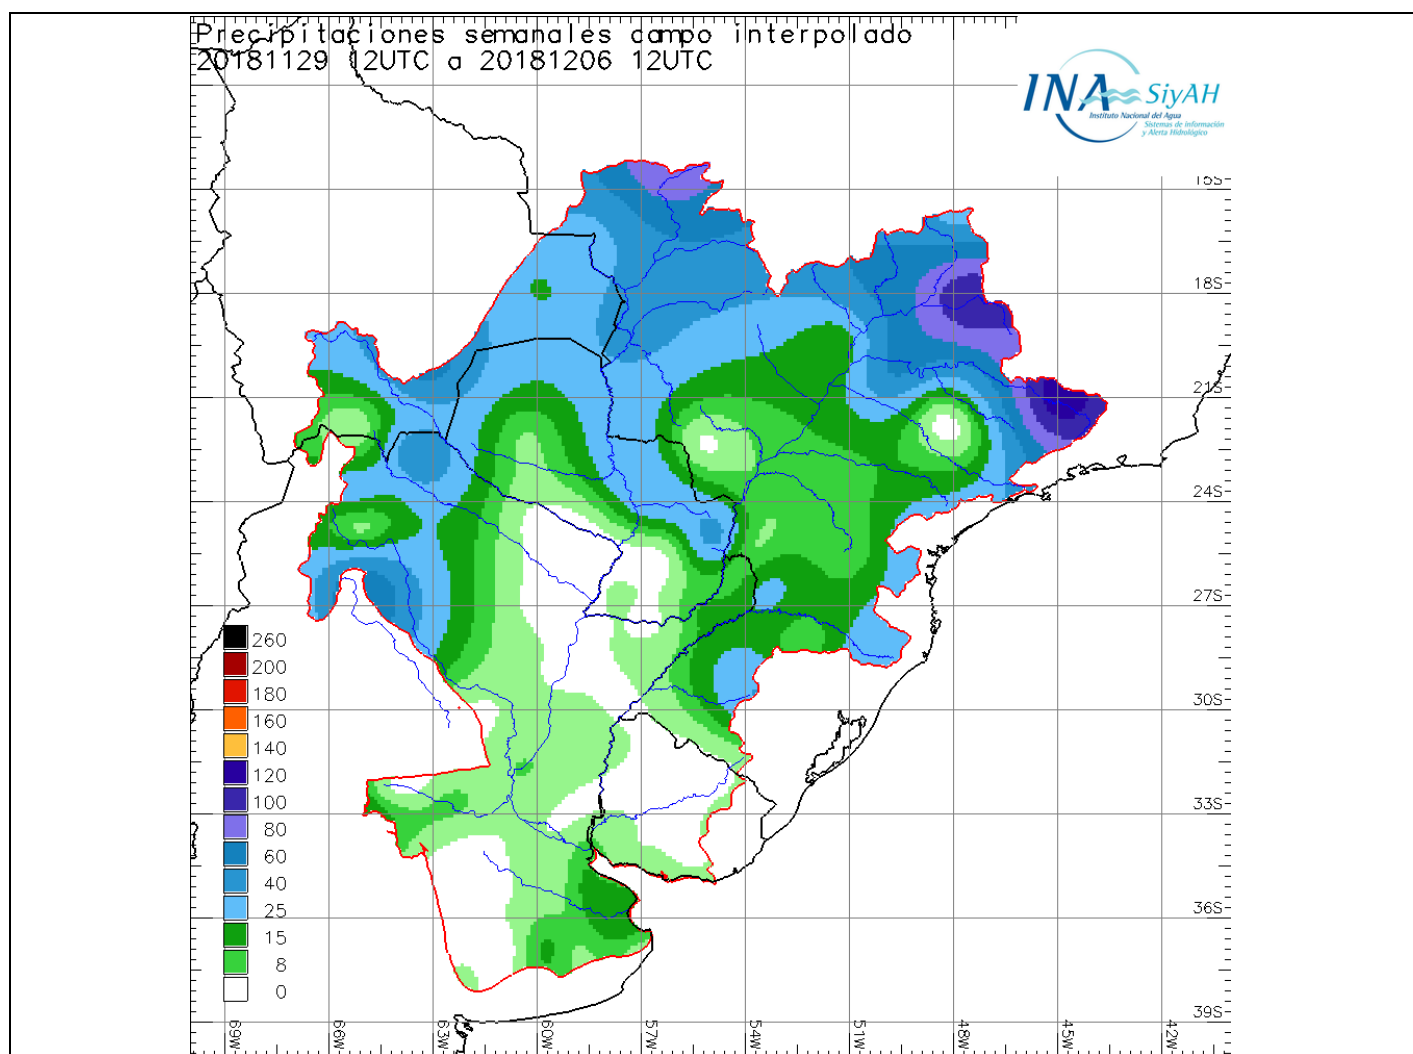 Precipitaciones semanales campo interpolado
20181129 12UTC a 20181206 12UTC
INA SiyAH
Instituto Nacional del Agua
Sistemas de información
y Alerta Hidrológico
15S
18S
21S
24S
27S
30S
33S
36S
39S
260
200
180
160
140
120
100
80
60
40
25
15
8
0
69W
66W
63W
60W
57W
54W
51W
48W
45W
42W